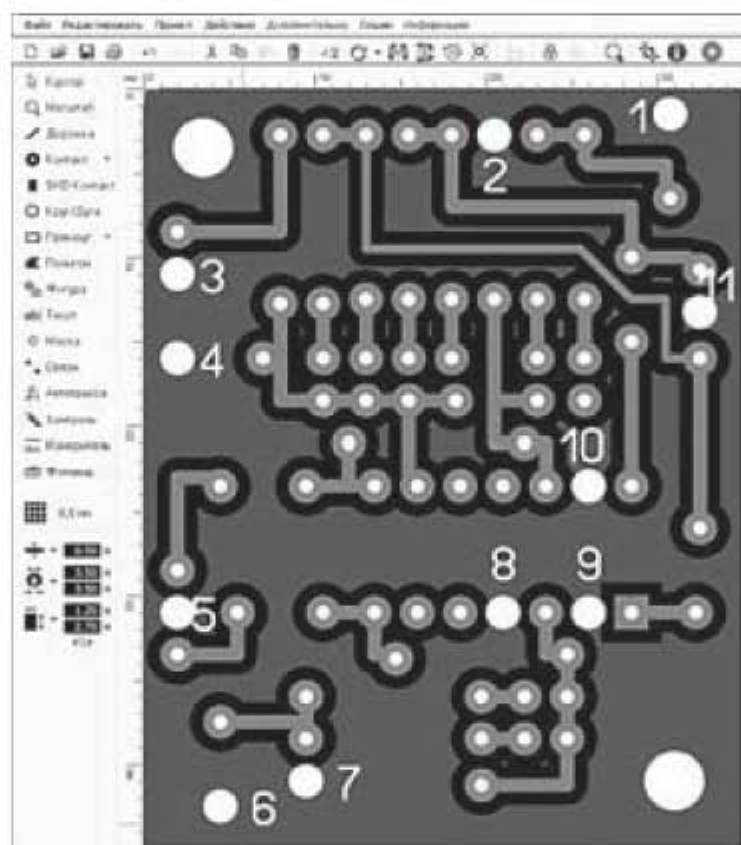 Файл Редактировать Проект Действия Дополнительно Опции Информация
Курсор
Масштаб
Дорожка
Контакт
SMD-Контакт
Круг/Дуга
Полигон
Фигура
abc Текст
Маска
Связи
Автотрасса
Контроль
Измеритель
Фотовид
1
2
3
4
5
6
7
8
9
10
11